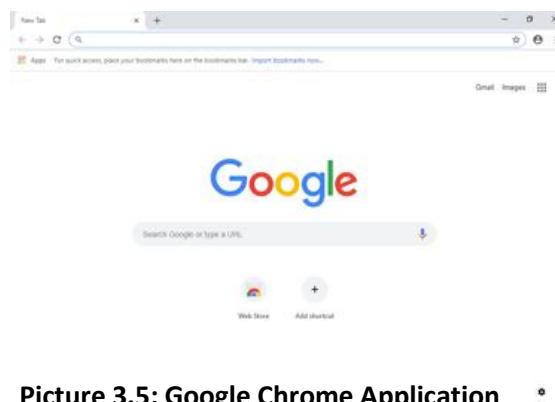 New Tab
Apps For quick access, place your bookmarks here on the bookmarks bar. Import bookmarks now...
Gmail Images
Google
Search Google or type a URL
Web Store Add shortcut
Picture 3.5: Google Chrome Application